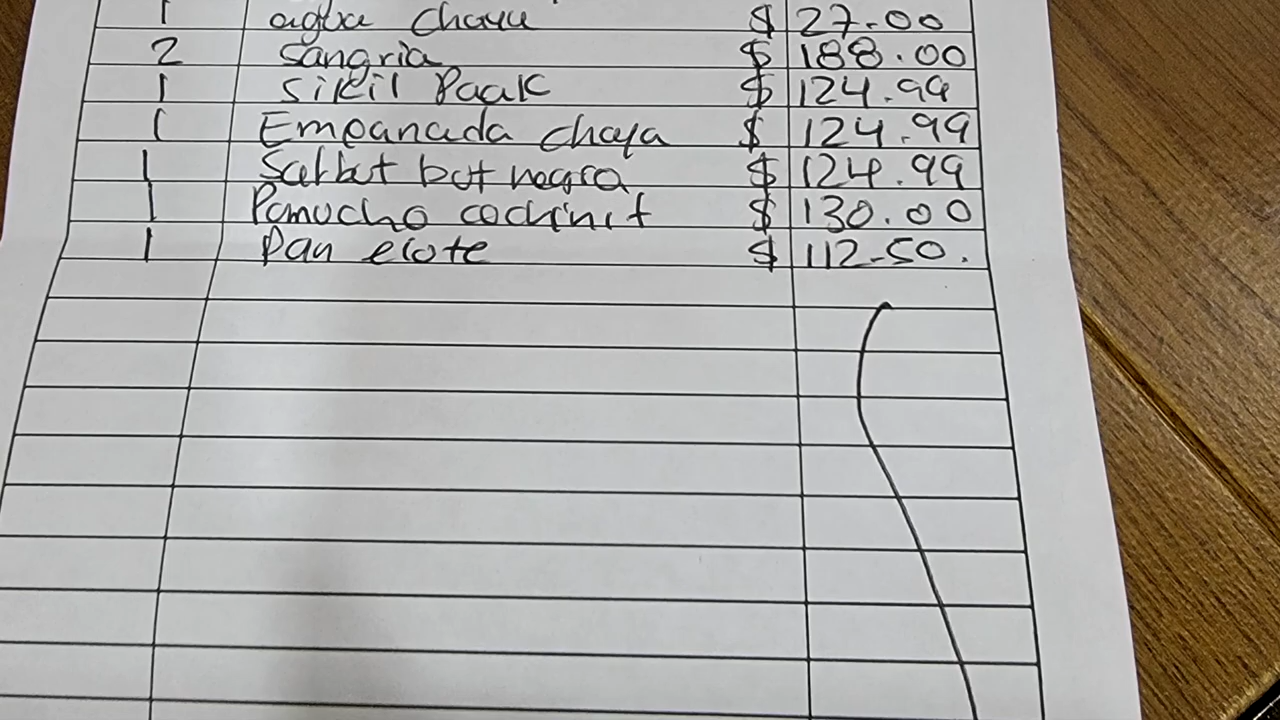 1 agua chaya $ 27.00
2 Sangria $ 188.00
1 Sikil Paak $ 124.99
1 Empanada chaya $ 124.99
1 Salbut but negro $ 124.99
1 Panucho cochinit $ 130.00
1 Pan elote $ 112.50.